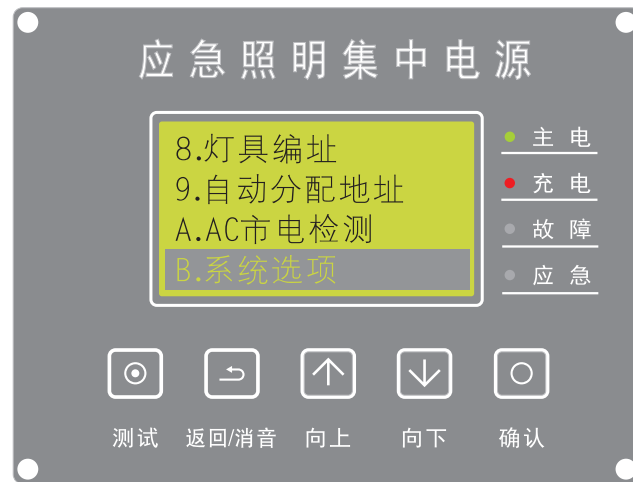 应急照明集中电源
8.灯具编址
9.自动分配地址
A.AC市电检测
B.系统选项
主电
充电
故障
应急
测试 返回/消音 向上 向下 确认